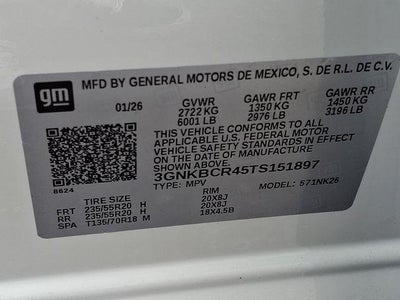 gm MFD BY GENERAL MOTORS DE MEXICO, S. DE R.L. DE C.V.
01/26 GVWR GAWR FRT GAWR RR
2722 KG 1350 KG 1450 KG
6001 LB 2976 LB 3196 LB
THIS VEHICLE CONFORMS TO ALL
APPLICABLE U.S. FEDERAL MOTOR
VEHICLE SAFETY STANDARDS IN EFFECT
ON THE DATE OF MANUFACTURE
SHOWN ABOVE.
3GNKBCR45TS151897
8624 TYPE: MPV MODEL: 571NK26
TIRE SIZE RIM
FRT 235/55R20 H 20X8J
RR 235/55R20 H 20X8J
SPA T135/70R18 M 18X4.5B